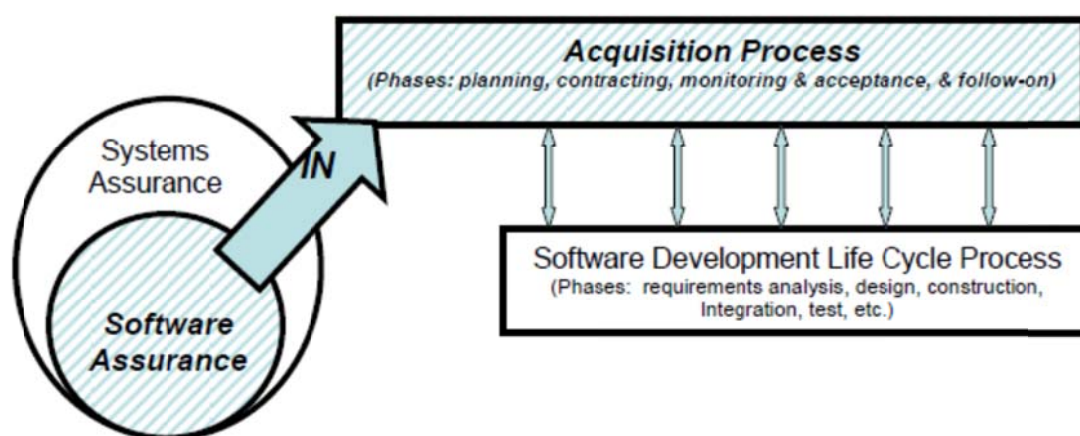 Acquisition Process
(Phases: planning, contracting, monitoring & acceptance, & follow-on)
Systems
Assurance
IN
Software
Assurance
Software Development Life Cycle Process
(Phases: requirements analysis, design, construction,
Integration, test, etc.)